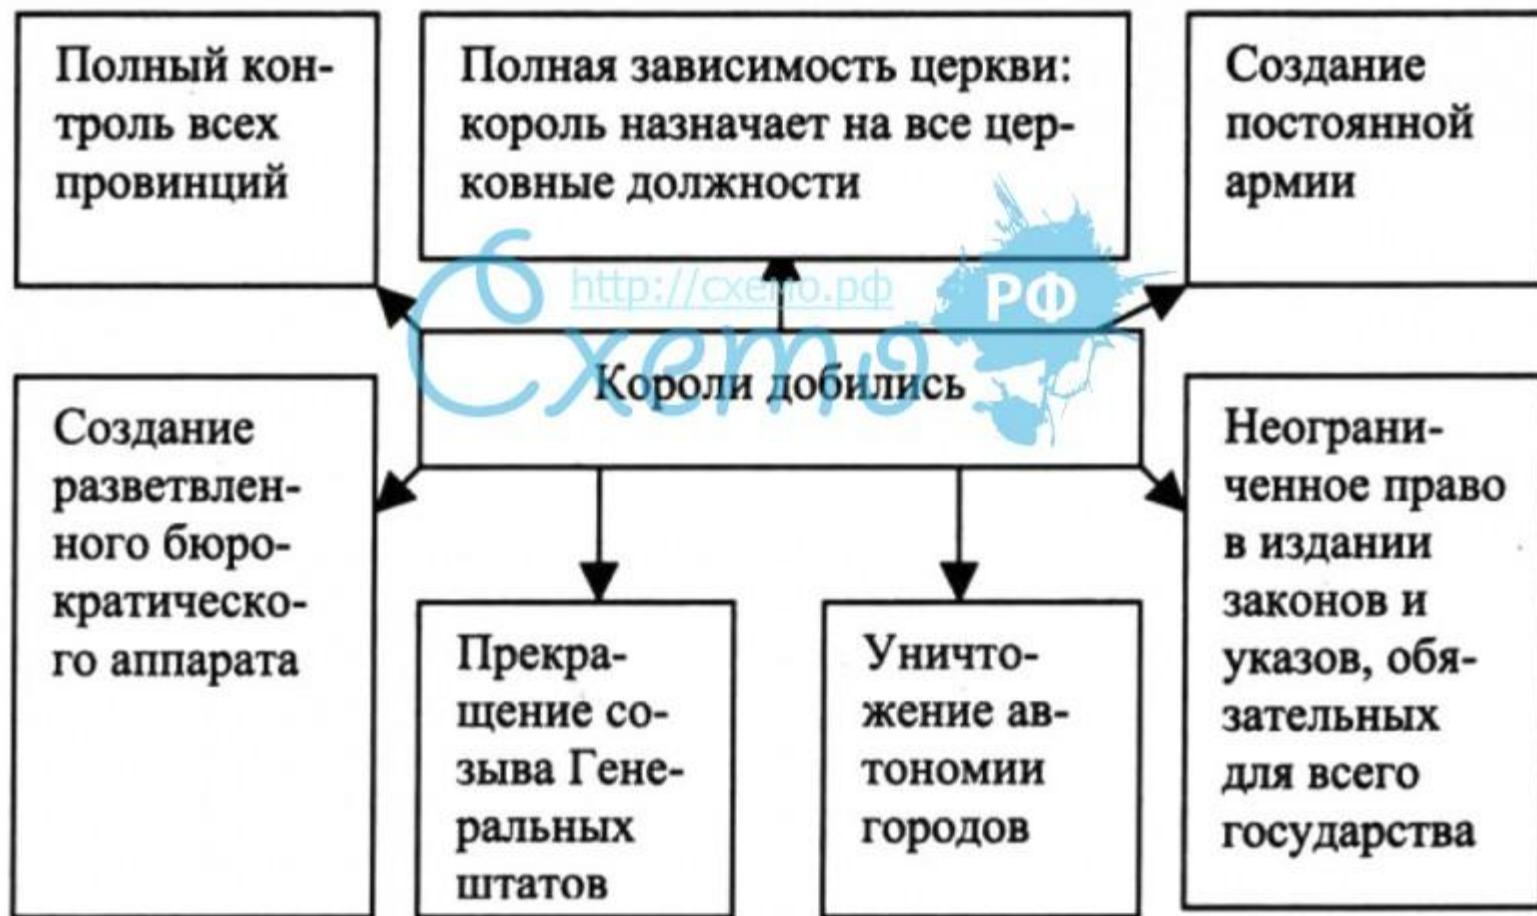 Полный кон-
троль всех
провинций
Полная зависимость церкви:
король назначает на все цер-
ковные должности
Создание
постоянной
армии
http://схемо.рф
РФ
Схемо
Короли добились
Создание
разветвлен-
ного бюро-
кратическо-
го аппарата
Прекра-
щение со-
зыва Гене-
ральных
штатов
Уничто-
жение ав-
тономии
городов
Неограни-
ченное право
в издании
законов и
указов, обя-
зательных
для всего
государства